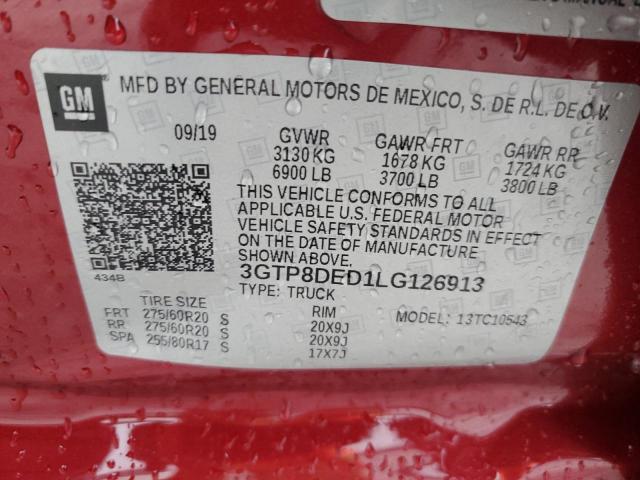 GM
MFD BY GENERAL MOTORS DE MEXICO, S. DE R.L. DE C.V.
09/19 GVWR GAWR FRT GAWR RR
3130 KG 1678 KG 1724 KG
6900 LB 3700 LB 3800 LB
THIS VEHICLE CONFORMS TO ALL
APPLICABLE U.S. FEDERAL MOTOR
VEHICLE SAFETY STANDARDS IN EFFECT
ON THE DATE OF MANUFACTURE
SHOWN ABOVE.
434B
3GTP8DED1LG126913
TYPE: TRUCK
TIRE SIZE RIM MODEL: 13TC10543
FRT 275/60R20 S 20X9J
RR 275/60R20 S 20X9J
SPA 255/80R17 S 17X7J